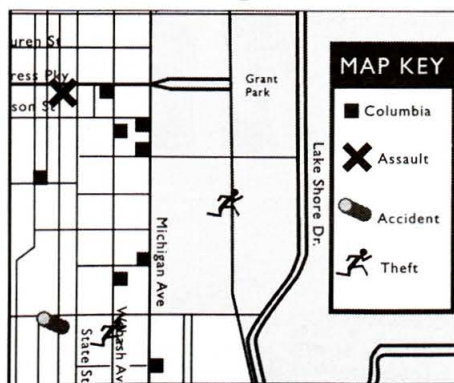 uren St
ress Pky
son St
Grant
Park
Lake Shore Dr.
Michigan Ave
Wabash Av
State St
MAP KEY
Columbia
Assault
Accident
Theft